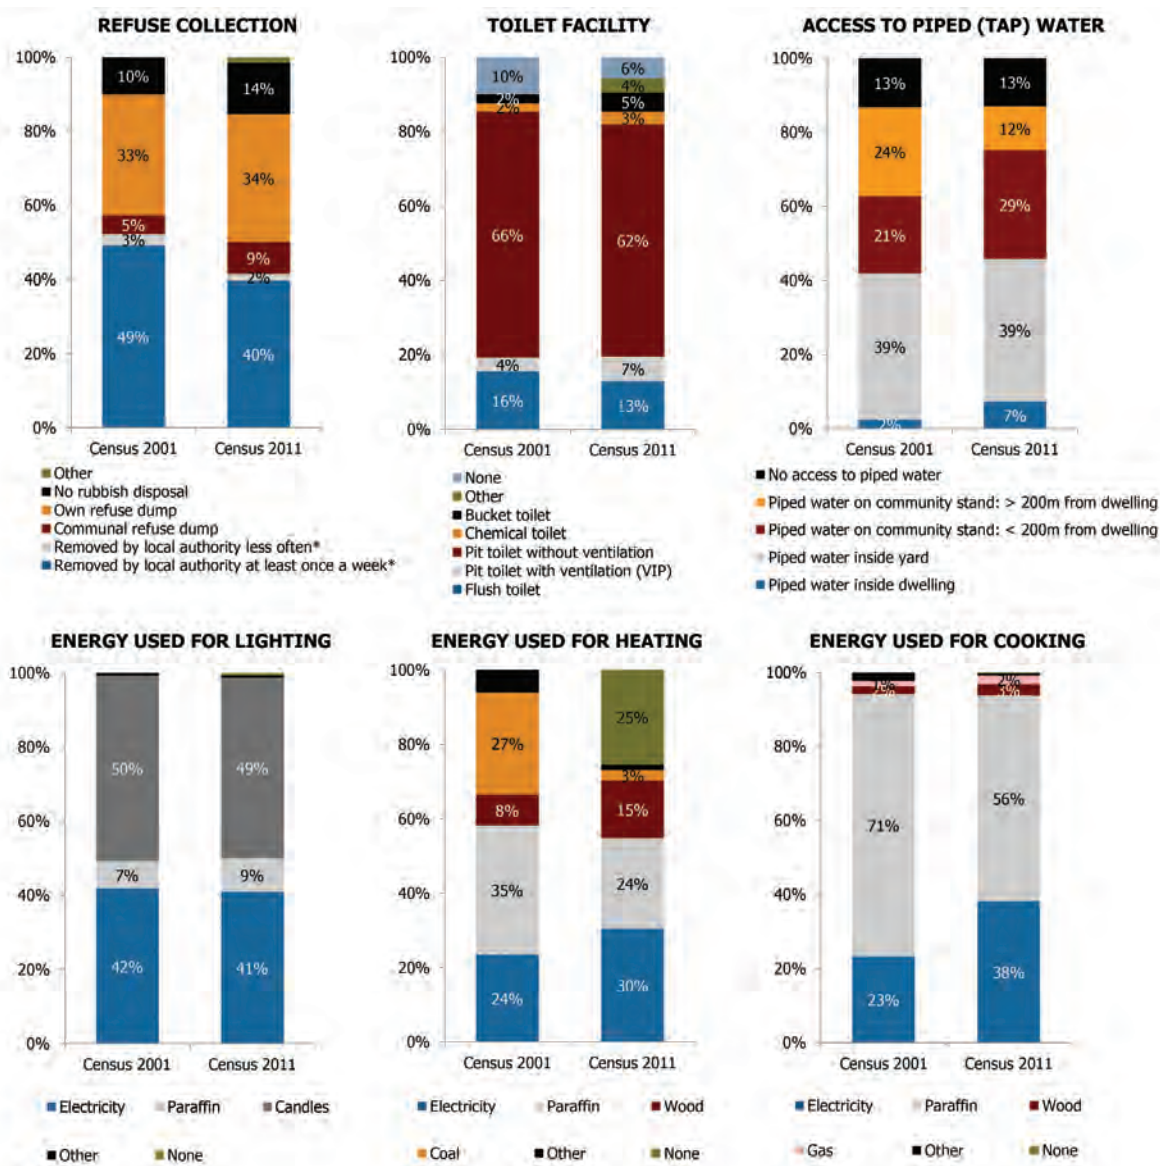 REFUSE COLLECTION
100%
80%
60%
40%
20%
0%
10%
33%
5%
3%
49%
14%
34%
9%
2%
40%
Census 2001
Census 2011
Other
No rubbish disposal
Own refuse dump
Communal refuse dump
Removed by local authority less often*
Removed by local authority at least once a week*
TOILET FACILITY
100%
80%
60%
40%
20%
0%
10%
2%
2%
66%
4%
16%
6%
4%
5%
3%
62%
7%
13%
Census 2001
Census 2011
None
Other
Bucket toilet
Chemical toilet
Pit toilet without ventilation
Pit toilet with ventilation (VIP)
Flush toilet
ACCESS TO PIPED (TAP) WATER
100%
80%
60%
40%
20%
0%
13%
24%
21%
39%
2%
13%
12%
29%
39%
7%
Census 2001
Census 2011
No access to piped water
Piped water on community stand: > 200m from dwelling
Piped water on community stand: < 200m from dwelling
Piped water inside yard
Piped water inside dwelling
ENERGY USED FOR LIGHTING
100%
80%
60%
40%
20%
0%
50%
7%
42%
49%
9%
41%
Census 2001
Census 2011
Electricity Paraffin Candles
Other None
ENERGY USED FOR HEATING
100%
80%
60%
40%
20%
0%
27%
8%
35%
24%
25%
3%
15%
24%
30%
Census 2001
Census 2011
Electricity Paraffin Wood
Coal Other None
ENERGY USED FOR COOKING
100%
80%
60%
40%
20%
0%
1%
2%
71%
23%
2%
3%
56%
38%
Census 2001
Census 2011
Electricity Paraffin Wood
Gas Other None